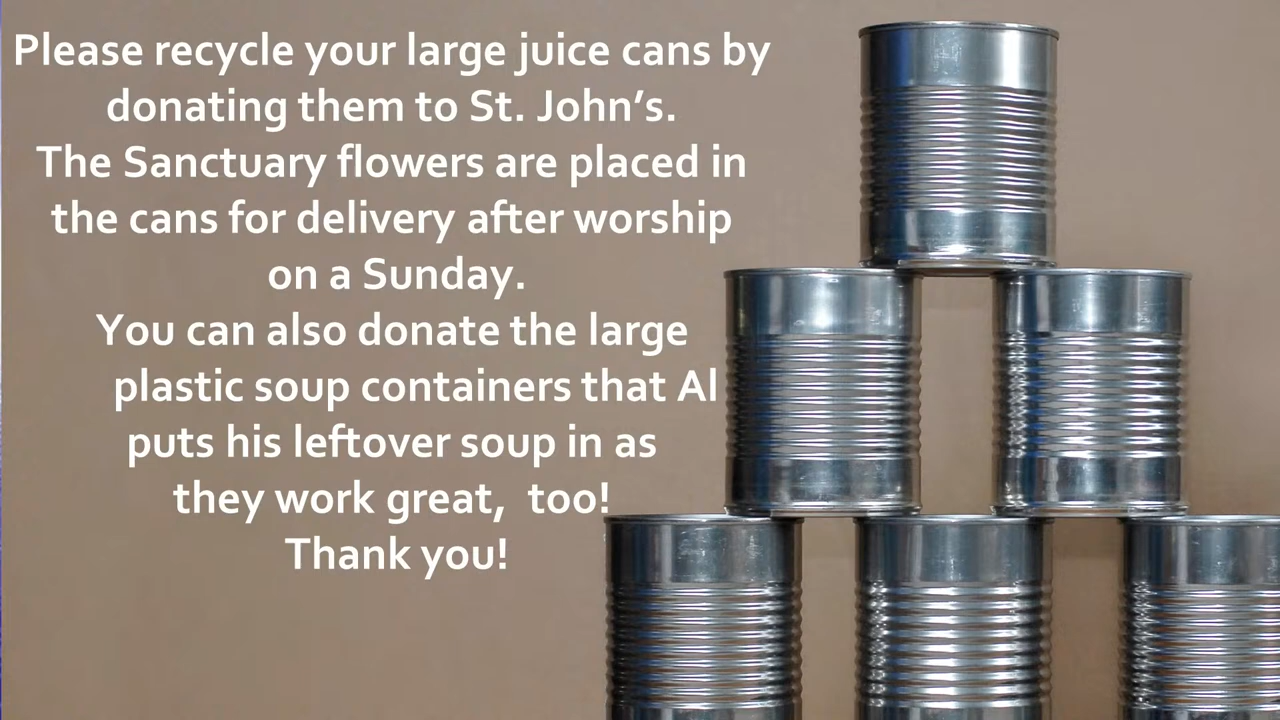 Please recycle your large juice cans by
donating them to St. John’s.
The Sanctuary flowers are placed in
the cans for delivery after worship
on a Sunday.
You can also donate the large
plastic soup containers that Al
puts his leftover soup in as
they work great,  too!
Thank you!